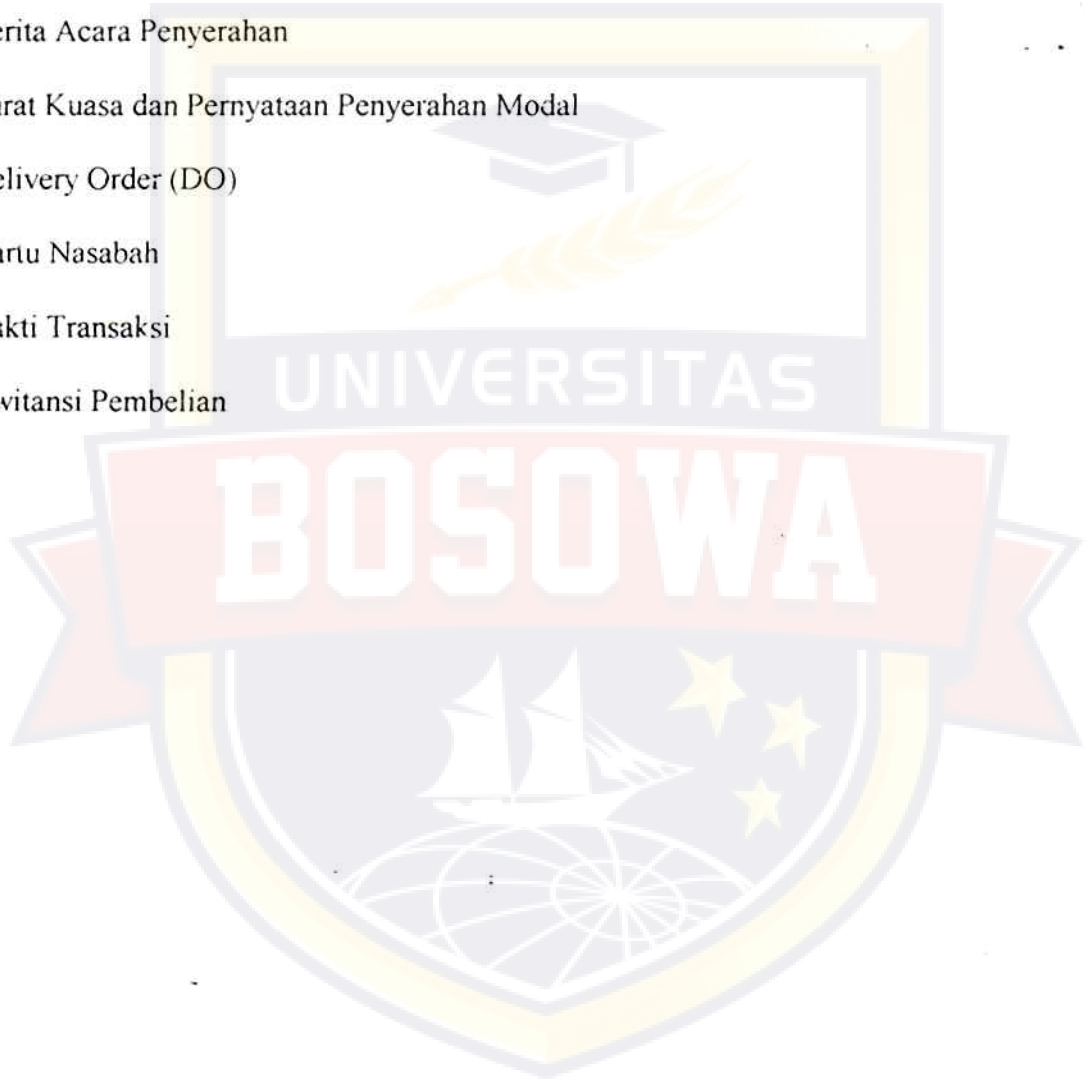 erita Acara Penyerahan
urat Kuasa dan Pernyataan Penyerahan Modal
elivery Order (DO)
artu Nasabah
ukti Transaksi
witansi Pembelian
UNIVERSITAS
BOSOWA